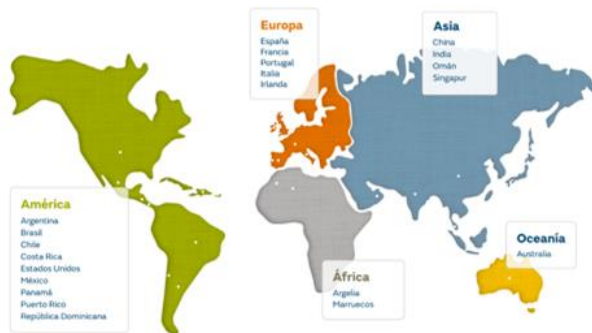 Europa
España
Francia
Portugal
Italia
Irlanda
Asia
China
India
Omán
Singapur
América
Argentina
Brasil
Chile
Costa Rica
Estados Unidos
México
Panamá
Puerto Rico
República Dominicana
África
Argelia
Marruecos
Oceanía
Australia